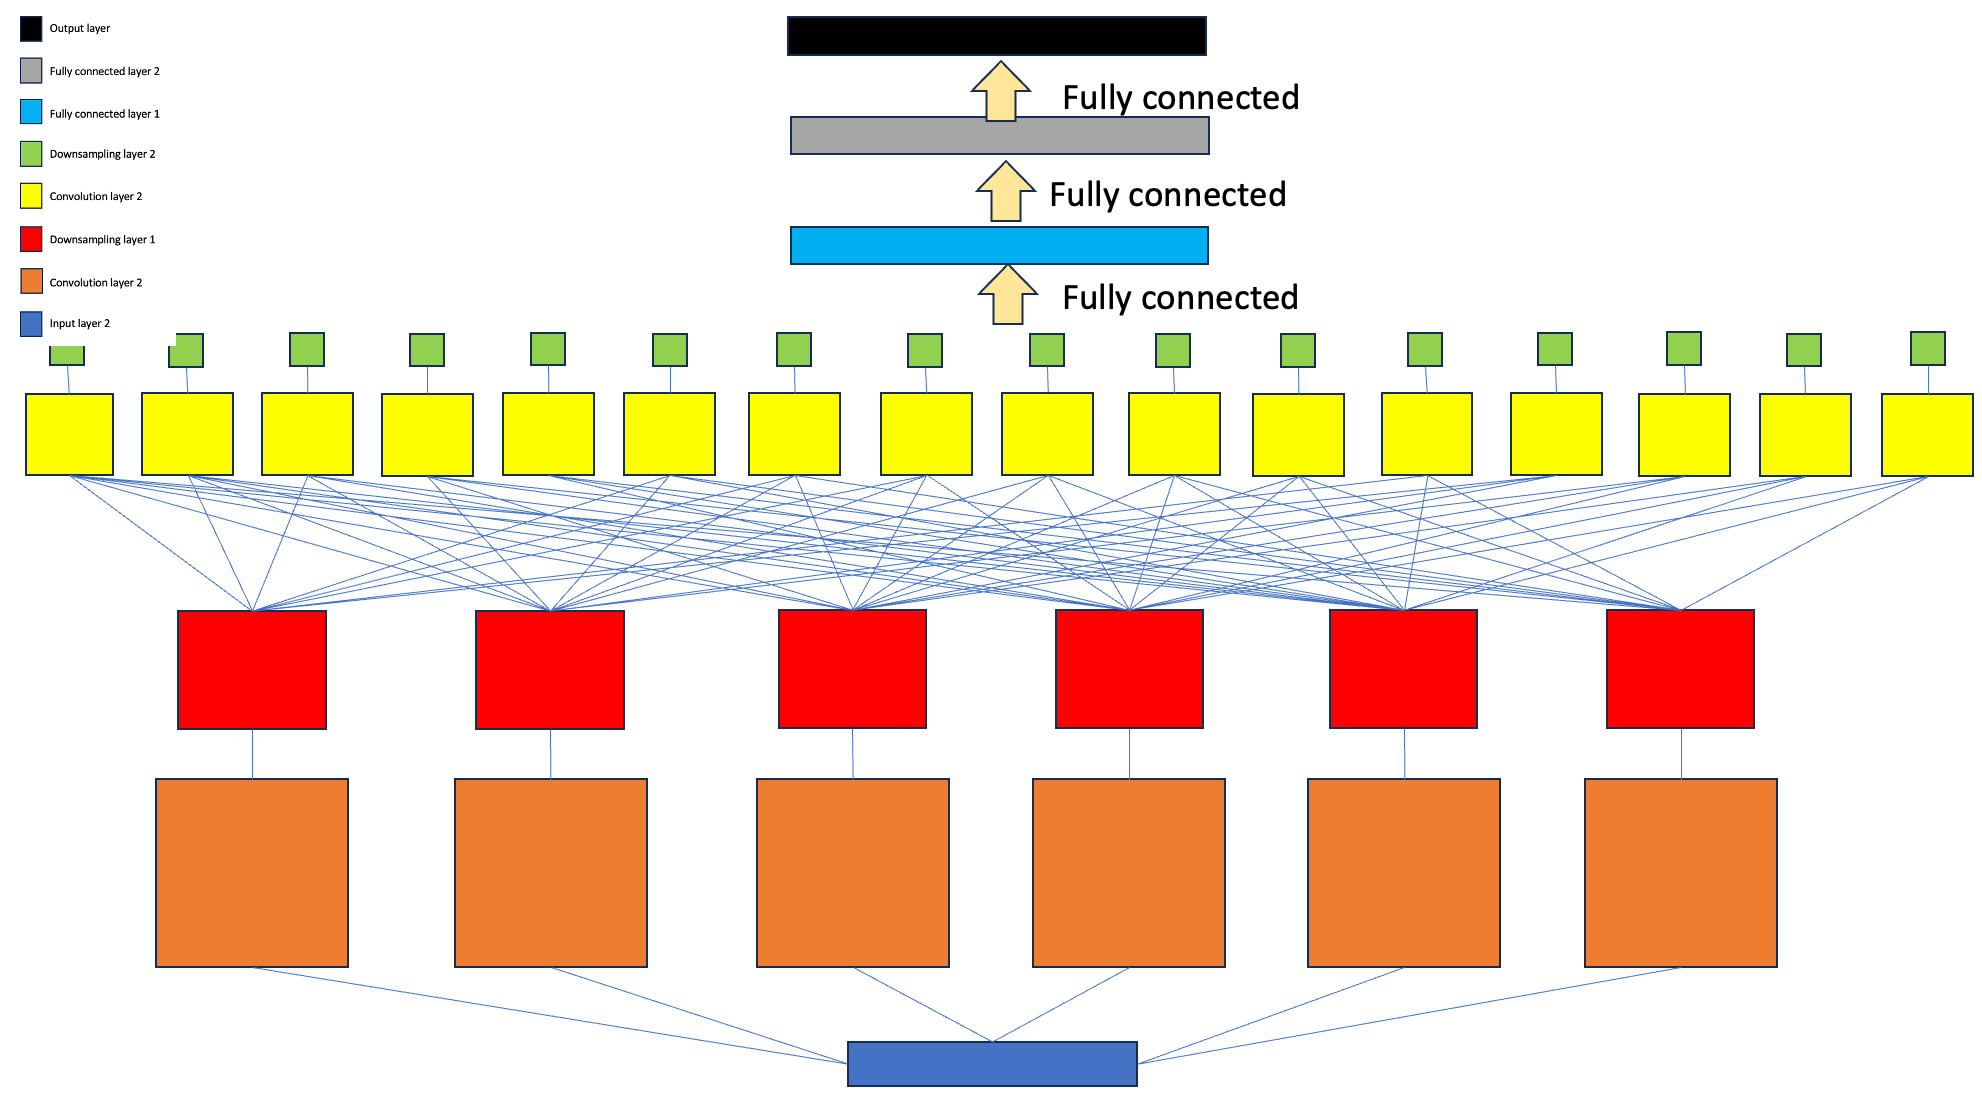 Output layer
Fully connected layer 2
Fully connected layer 1
Downsampling layer 2
Convolution layer 2
Downsampling layer 1
Convolution layer 2
Input layer 2
Fully connected
Fully connected
Fully connected